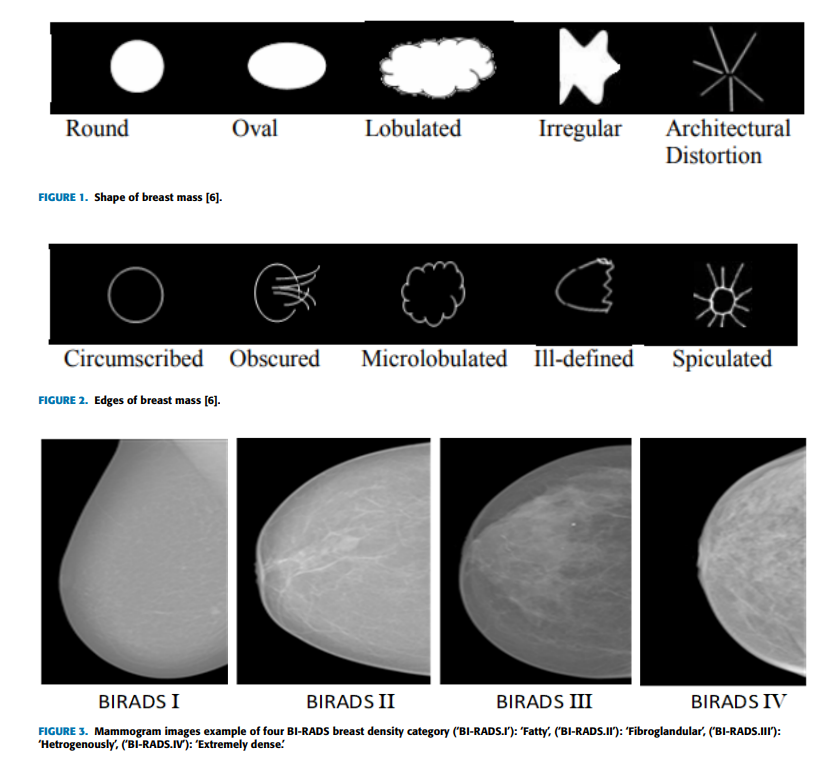 Round Oval Lobulated Irregular Architectural
Distortion
FIGURE 1. Shape of breast mass [6].
Circumscribed Obscured Microlobulated Ill-defined Spiculated
FIGURE 2. Edges of breast mass [6].
BIRADS I BIRADS II BIRADS III BIRADS IV
FIGURE 3. Mammogram images example of four BI-RADS breast density category ('BI-RADS.I'): 'Fatty', ('BI-RADS.II'): 'Fibroglandular', ('BI-RADS.III'):
'Hetrogenously', ('BI-RADS.IV'): 'Extremely dense.'